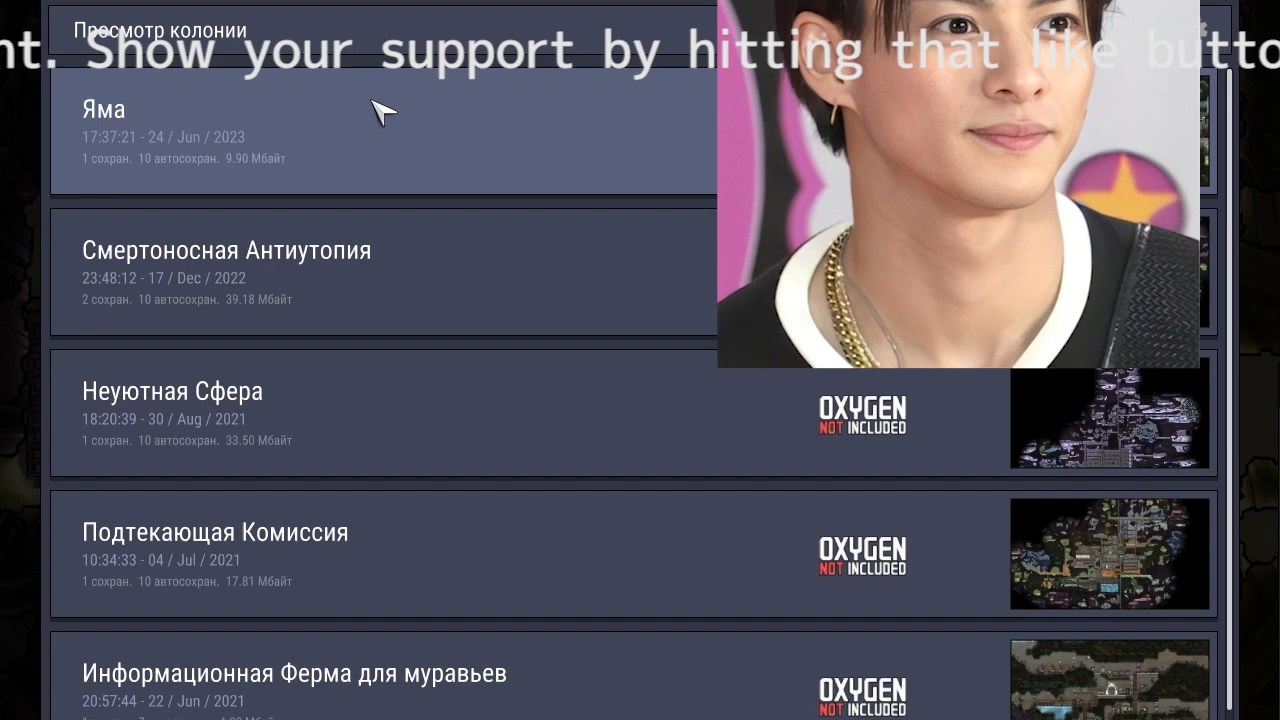 Просмотр колонии
nt. Show your support by hitting that like butto
Яма
17:37:21 - 24 / Jun / 2023
1 сохран. 10 автосохран. 9.90 Мбайт
Смертоносная Антиутопия
23:48:12 - 17 / Dec / 2022
2 сохран. 10 автосохран. 39.18 Мбайт
Неуютная Сфера
18:20:39 - 30 / Aug / 2021
1 сохран. 10 автосохран. 33.50 Мбайт
OXYGEN
NOT INCLUDED
Подтекающая Комиссия
10:34:33 - 04 / Jul / 2021
1 сохран. 10 автосохран. 17.81 Мбайт
OXYGEN
NOT INCLUDED
Информационная Ферма для муравьев
20:57:44 - 22 / Jun / 2021
OXYGEN
NOT INCLUDED